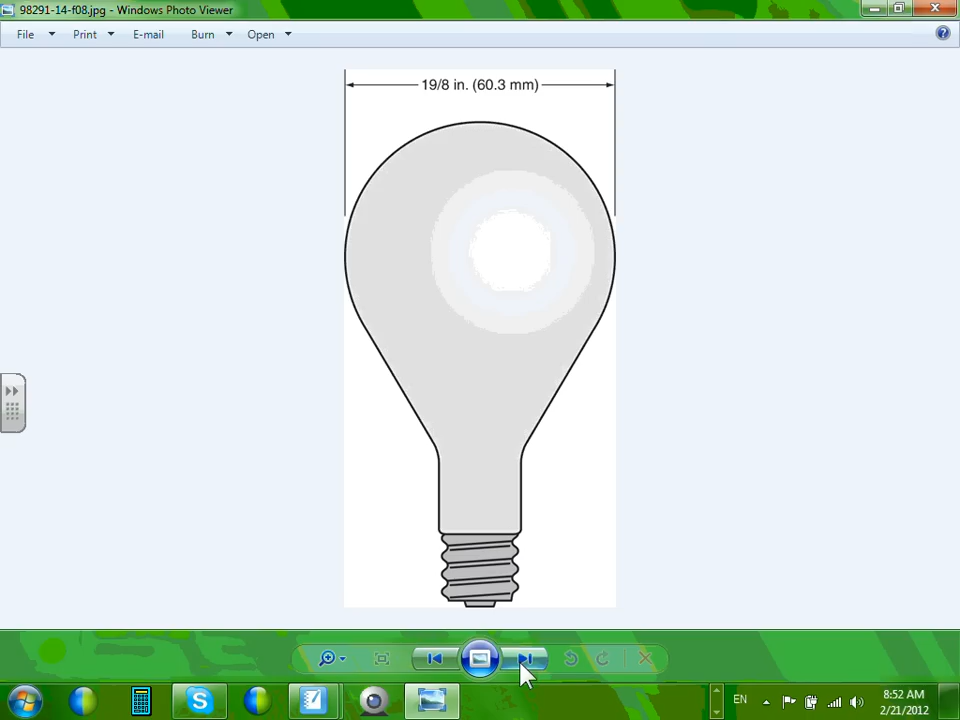 98291-14-f08.jpg - Windows Photo Viewer
File Print E-mail Burn Open
19/8 in. (60.3 mm)
EN
8:52 AM
2/21/2012